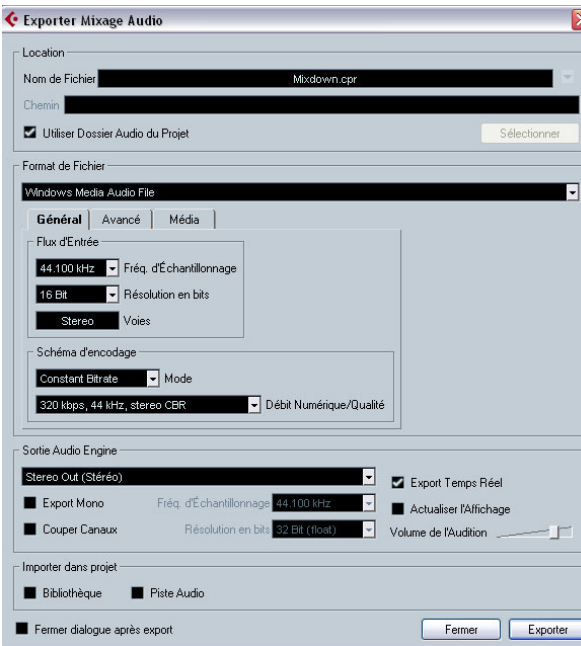 Exporter Mixage Audio
Location
Nom de Fichier Mixdown.cpr
Chemin
Utiliser Dossier Audio du Projet Sélectionner
Format de Fichier
Windows Media Audio File
Général Avancé Média
Flux d'Entrée
44.100 kHz Fréq. d'Échantillonnage
16 Bit Résolution en bits
Stereo Voies
Schéma d'encodage
Constant Bitrate Mode
320 kbps, 44 kHz, stereo CBR Débit Numérique/Qualité
Sortie Audio Engine
Stereo Out (Stéréo) Export Temps Réel
Export Mono Fréq. d'Échantillonnage 44.100 kHz Actualiser l'Affichage
Couper Canaux Résolution en bits 32 Bit (float) Volume de l'Audition
Importer dans projet
Bibliothèque Piste Audio
Fermer dialogue après export Fermer Exporter